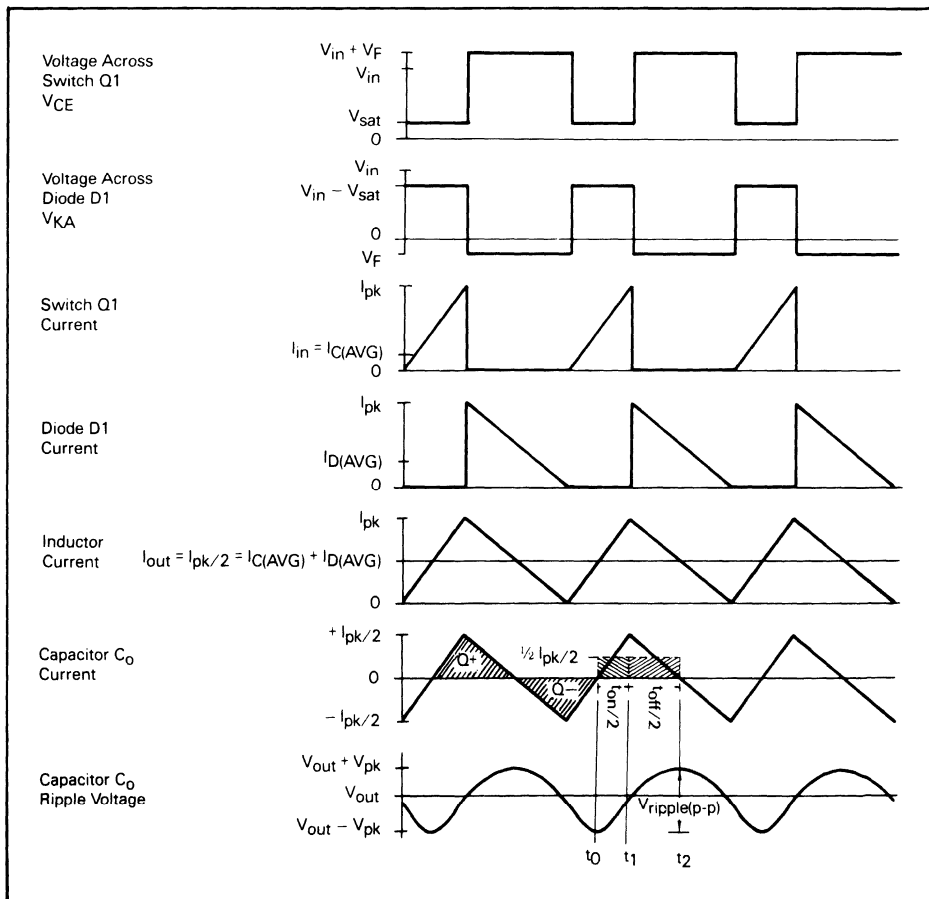 Voltage Across
Switch Q1
VCE
Vin + VF
Vin
Vsat
0
Voltage Across
Diode D1
VKA
Vin
Vin − Vsat
0
VF
Switch Q1
Current
Ipk
Iin = IC(AVG)
0
Diode D1
Current
Ipk
ID(AVG)
0
Inductor
Current
Ipk
Iout = Ipk/2 = IC(AVG) + ID(AVG)
0
Capacitor Co
Current
+ Ipk/2
0
− Ipk/2
Q+
Q−
1/2 Ipk/2
ton/2
toff/2
Capacitor Co
Ripple Voltage
Vout + Vpk
Vout
Vout − Vpk
Vripple(p-p)
t0
t1
t2